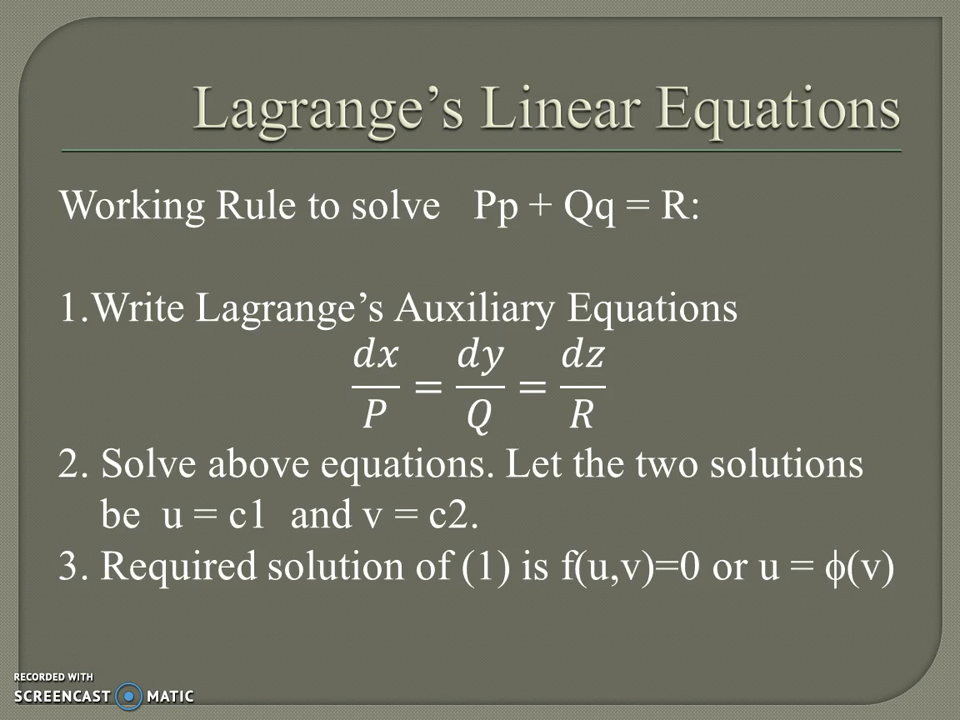 Lagrange’s Linear Equations
Working Rule to solve Pp + Qq = R:
1.Write Lagrange’s Auxiliary Equations
𝑑𝑥/𝑃 = 𝑑𝑦/𝑄 = 𝑑𝑧/𝑅
2. Solve above equations. Let the two solutions
be u = c1 and v = c2.
3. Required solution of (1) is f(u,v)=0 or u = ϕ(v)
RECORDED WITH
SCREENCAST MATIC